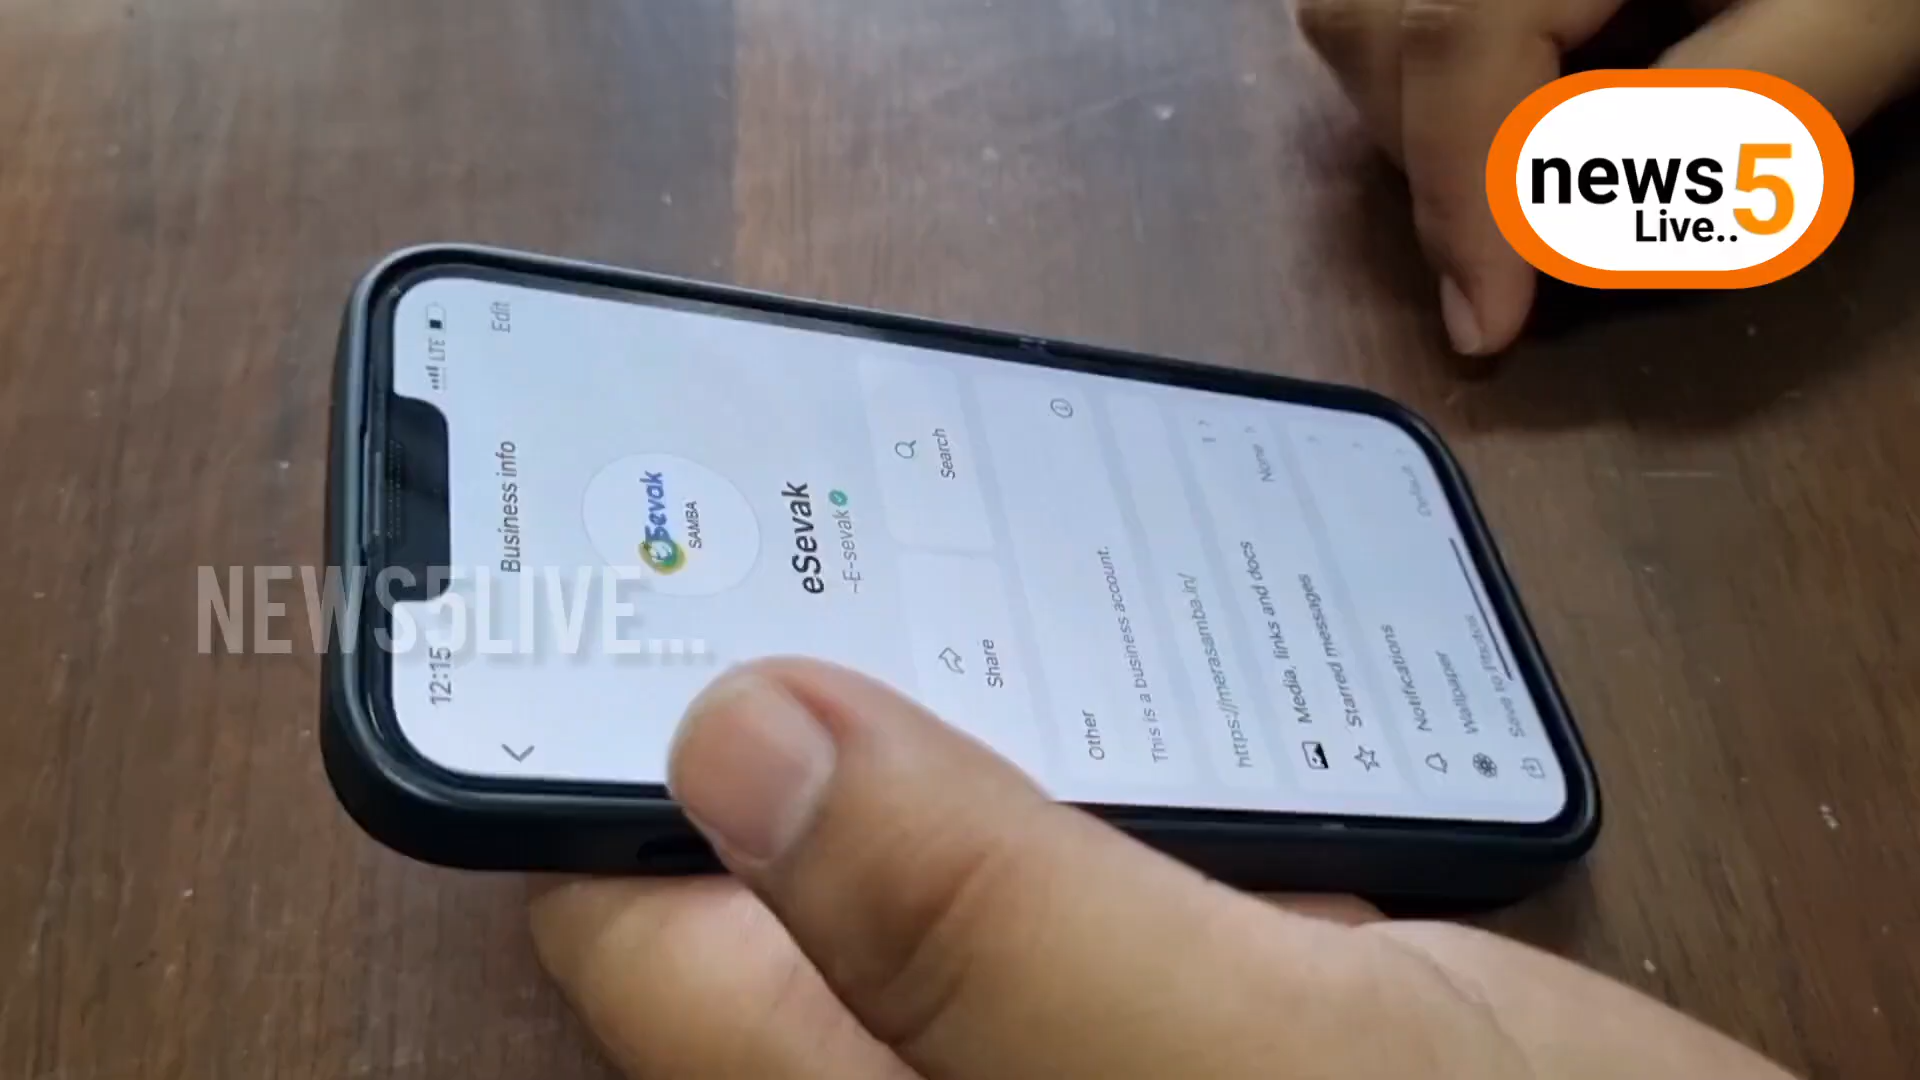 news5
Live..
NEWS5LIVE...
12:15
LTE
Business info
Edit
eSevak
SAMBA
eSevak
~E-sevak
Share
Search
Other
This is a business account.
https://merasamba.in/
Media, links and docs
None
Starred messages
Notifications
Wallpaper
Save to Photos
Default